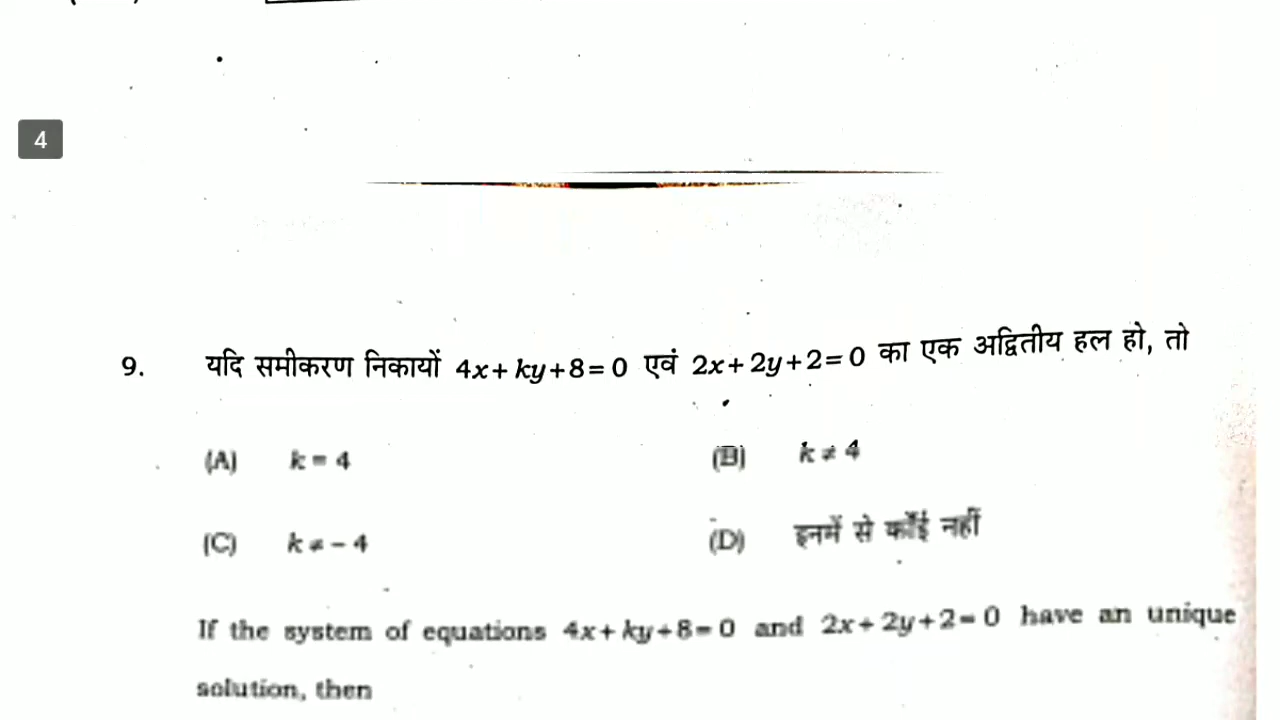 4
9. यदि समीकरण निकायों 4x+ky+8=0 एवं 2x+2y+2=0 का एक अद्वितीय हल हो, तो
(A) k = 4 (B) k ≠ 4
(C) k ≠ – 4 (D) इनमें से कोई नहीं
If the system of equations 4x+ky+8=0 and 2x+2y+2=0 have an unique
solution, then